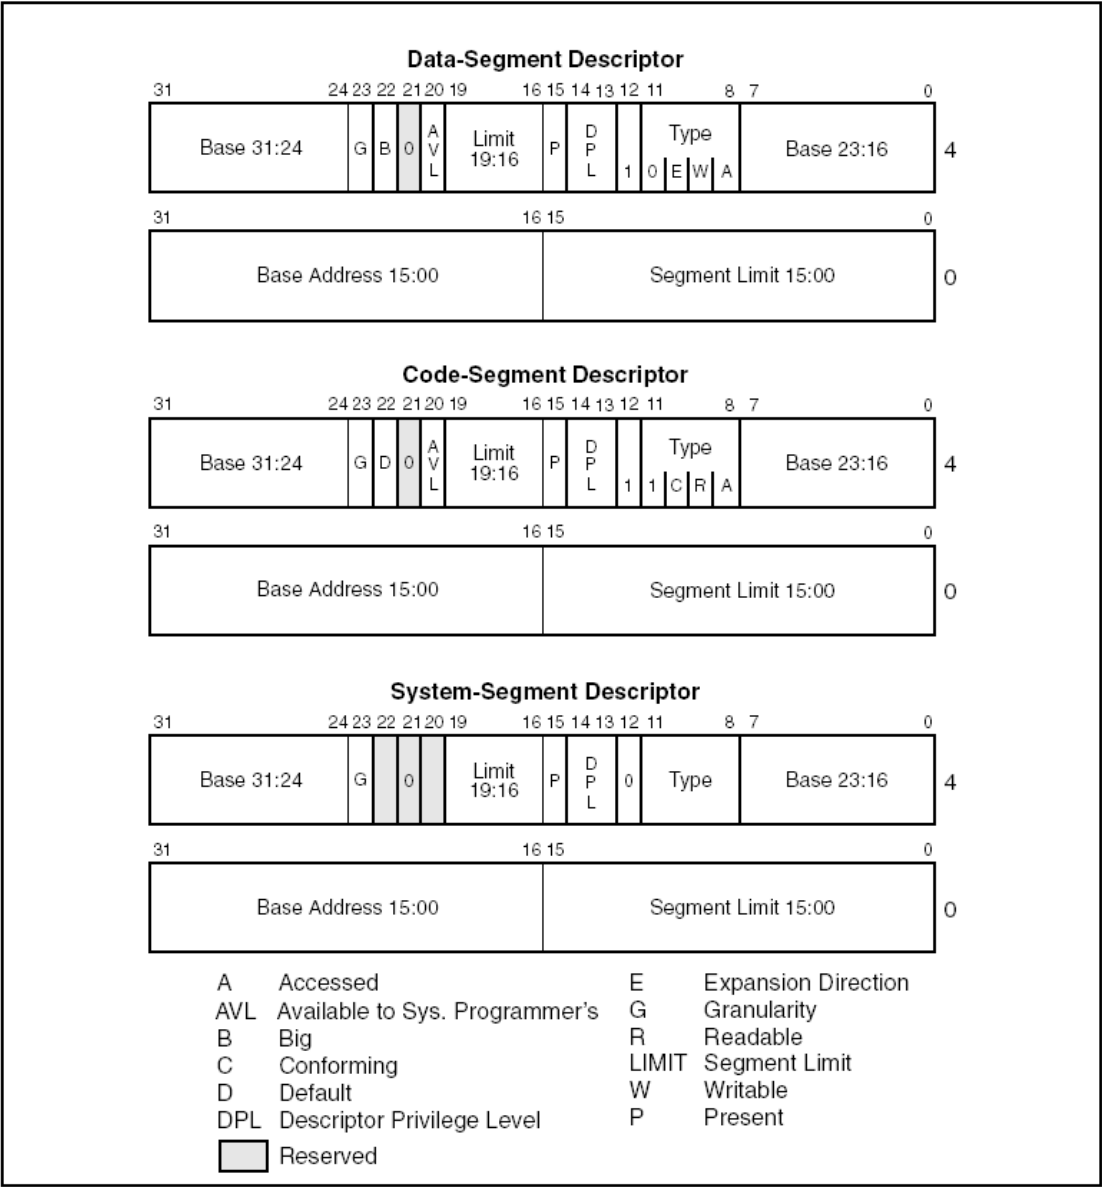 Data-Segment Descriptor
31 24 23 22 21 20 19 16 15 14 13 12 11 8 7 0
Base 31:24 G B 0 AVL Limit 19:16 P DPL 1 Type 0 E W A Base 23:16 4
31 16 15 0
Base Address 15:00 Segment Limit 15:00 0
Code-Segment Descriptor
31 24 23 22 21 20 19 16 15 14 13 12 11 8 7 0
Base 31:24 G D 0 AVL Limit 19:16 P DPL 1 Type 1 C R A Base 23:16 4
31 16 15 0
Base Address 15:00 Segment Limit 15:00 0
System-Segment Descriptor
31 24 23 22 21 20 19 16 15 14 13 12 11 8 7 0
Base 31:24 G 0 Limit 19:16 P DPL 0 Type Base 23:16 4
31 16 15 0
Base Address 15:00 Segment Limit 15:00 0
A Accessed E Expansion Direction
AVL Available to Sys. Programmer's G Granularity
B Big R Readable
C Conforming LIMIT Segment Limit
D Default W Writable
DPL Descriptor Privilege Level P Present
Reserved